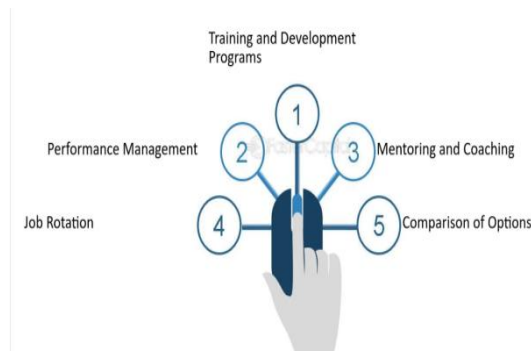 Training and Development
Programs
1
Performance Management
2
3
Mentoring and Coaching
Job Rotation
4
5
Comparison of Options